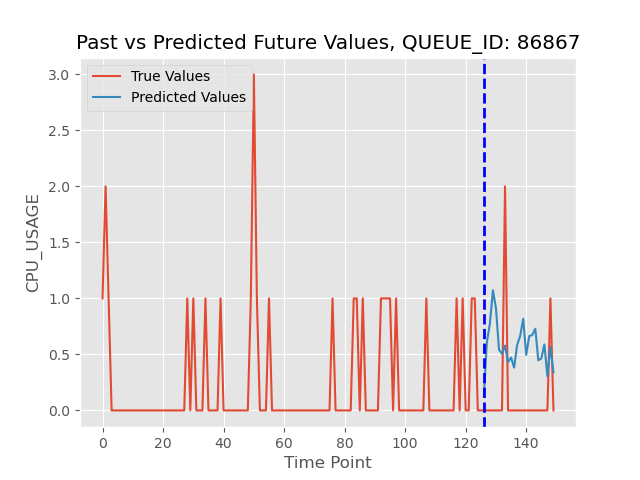 Past vs Predicted Future Values, QUEUE_ID: 86867
True Values
Predicted Values
3.0
2.5
2.0
1.5
1.0
0.5
0.0
CPU_USAGE
0 20 40 60 80 100 120 140
Time Point